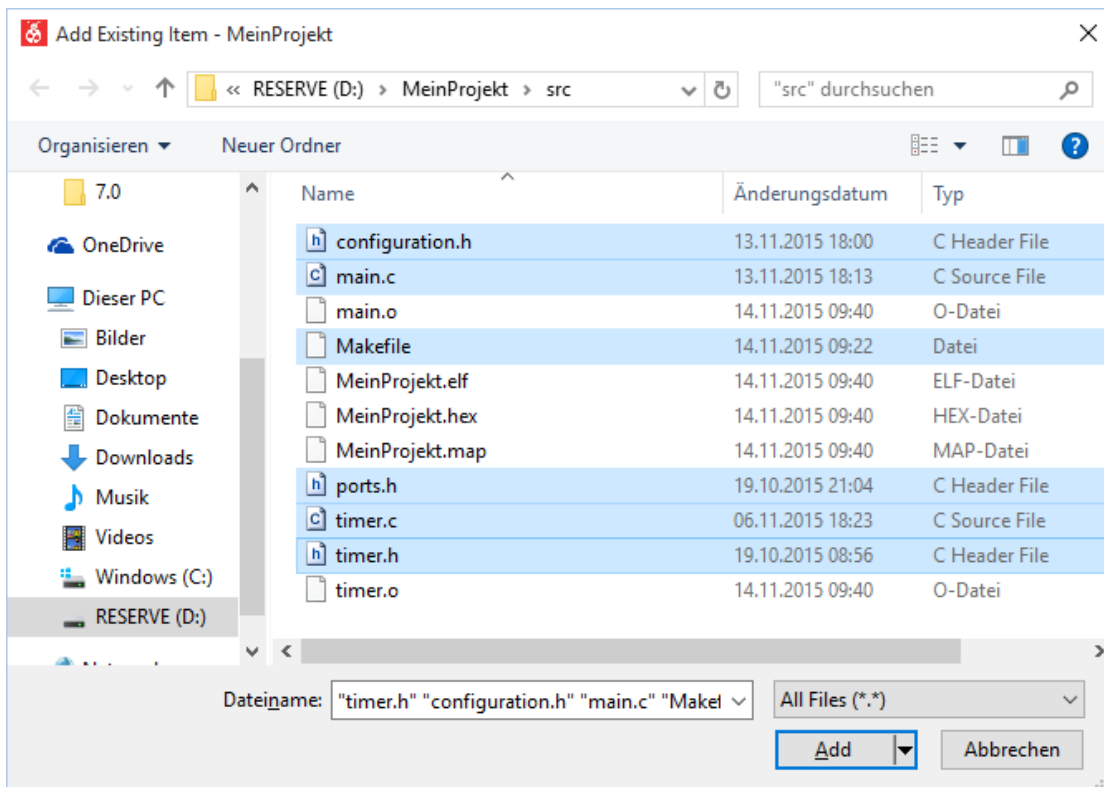 Add Existing Item - MeinProjekt
« RESERVE (D:) > MeinProjekt > src
"src" durchsuchen
Organisieren
Neuer Ordner
7.0
OneDrive
Dieser PC
Bilder
Desktop
Dokumente
Downloads
Musik
Videos
Windows (C:)
RESERVE (D:)
Name Änderungsdatum Typ
configuration.h 13.11.2015 18:00 C Header File
main.c 13.11.2015 18:13 C Source File
main.o 14.11.2015 09:40 O-Datei
Makefile 14.11.2015 09:22 Datei
MeinProjekt.elf 14.11.2015 09:40 ELF-Datei
MeinProjekt.hex 14.11.2015 09:40 HEX-Datei
MeinProjekt.map 14.11.2015 09:40 MAP-Datei
ports.h 19.10.2015 21:04 C Header File
timer.c 06.11.2015 18:23 C Source File
timer.h 19.10.2015 08:56 C Header File
timer.o 14.11.2015 09:40 O-Datei
Dateiname: "timer.h" "configuration.h" "main.c" "Makef
All Files (*.*)
Add
Abbrechen